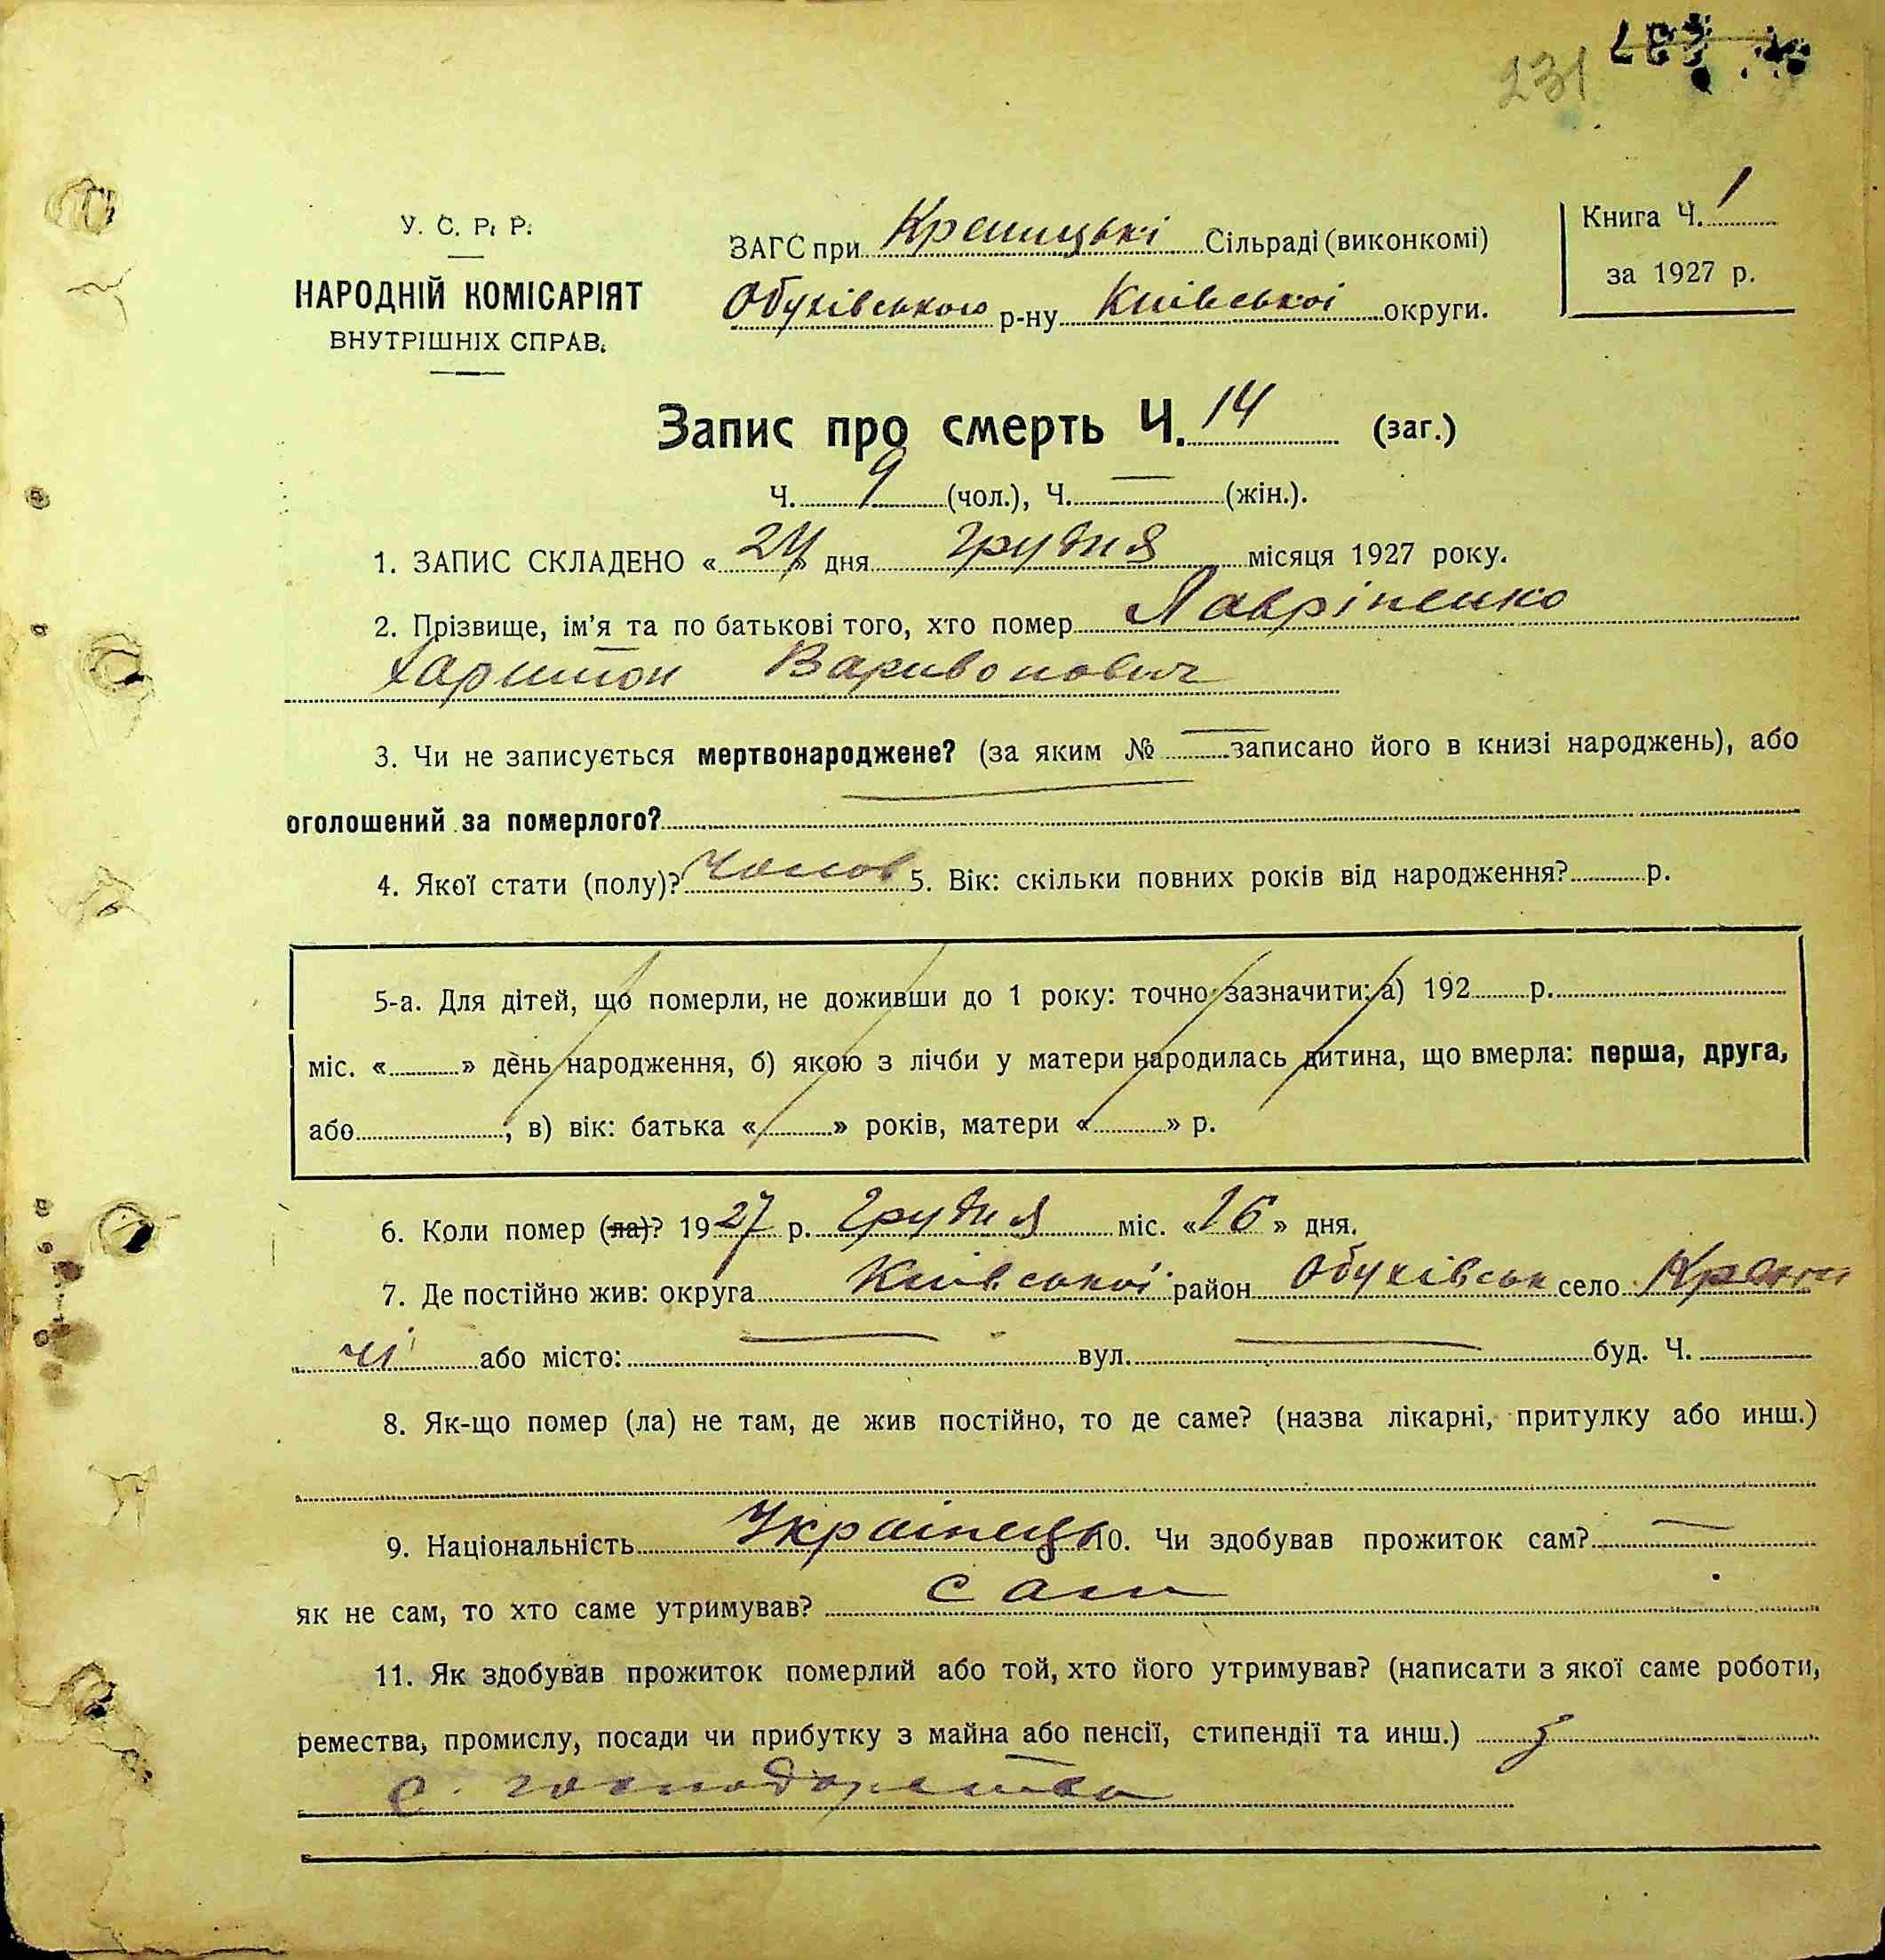 231
У. С. Р. Р.
НАРОДНІЙ КОМІСАРІЯТ
ВНУТРІШНІХ СПРАВ.
ЗАГС при Креницькі Сільраді (виконкомі)
Обухівського р-ну Київської округи.
Книга Ч. 1
за 1927 р.
Запис про смерть Ч. 14 (заг.)
Ч. 9 (чол.), Ч. — (жін.).
1. ЗАПИС СКЛАДЕНО «24» дня грудня місяця 1927 року.
2. Прізвище, ім'я та по батькові того, хто помер Лавріненко
Харитон Варивонович
3. Чи не записується мертвонароджене? (за яким № — записано його в книзі народжень), або
оголошений за померлого?
4. Якої стати (полу)? Чолов 5. Вік: скільки повних років від народження? р.
5-а. Для дітей, що померли, не доживши до 1 року: точно зазначити: а) 192 р.
міс. « » день народження, б) якою з лічби у матери народилась дитина, що вмерла: перша, друга,
або , в) вік: батька « » років, матери « » р.
6. Коли помер (ла)? 1927 р. Грудня міс. «16» дня.
7. Де постійно жив: округа Київської район Обухівськ село Крени
чі або місто: — вул. — буд. Ч.
8. Як-що помер (ла) не там, де жив постійно, то де саме? (назва лікарні, притулку або инш.)
9. Національність Українець 10. Чи здобував прожиток сам? —
як не сам, то хто саме утримував? сам
11. Як здобував прожиток померлий або той, хто його утримував? (написати з якої саме роботи,
ремества, промислу, посади чи прибутку з майна або пенсії, стипендії та инш.) з
с. господарства